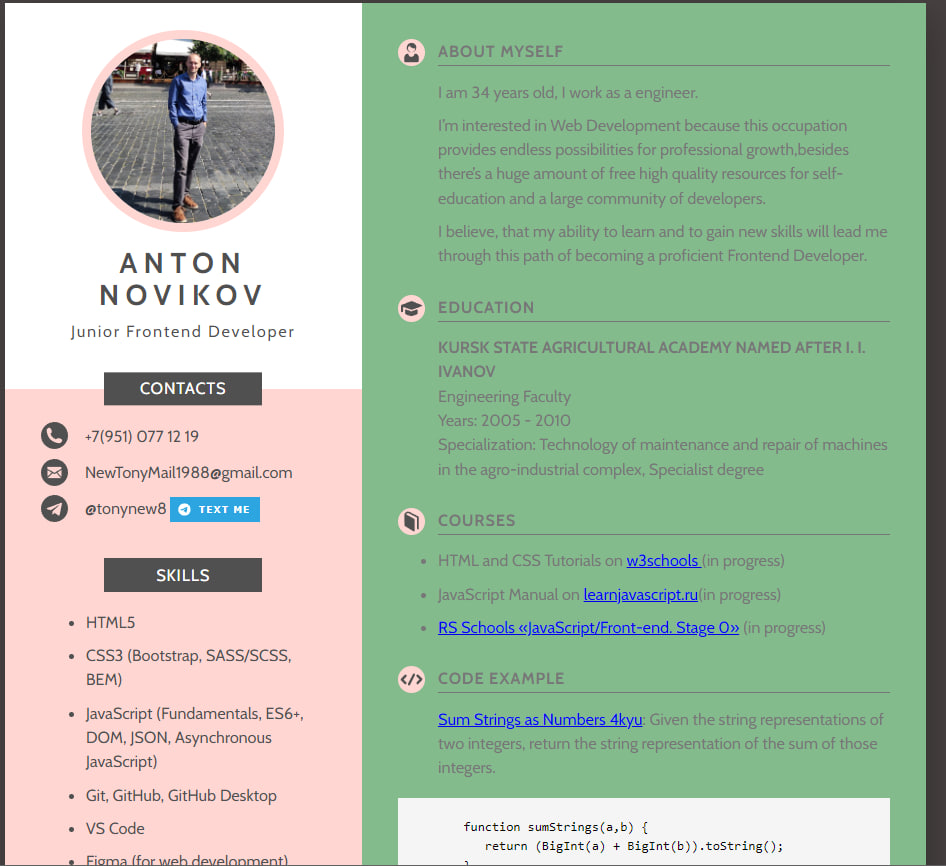 ANTON
NOVIKOV
Junior Frontend Developer
CONTACTS
+7(951) 077 12 19
NewTonyMail1988@gmail.com
@tonynew8 TEXT ME
SKILLS
HTML5
CSS3 (Bootstrap, SASS/SCSS,
BEM)
JavaScript (Fundamentals, ES6+,
DOM, JSON, Asynchronous
JavaScript)
Git, GitHub, GitHub Desktop
VS Code
Figma (for web development)
ABOUT MYSELF
I am 34 years old, I work as a engineer.
I'm interested in Web Development because this occupation
provides endless possibilities for professional growth,besides
there's a huge amount of free high quality resources for self-
education and a large community of developers.
I believe, that my ability to learn and to gain new skills will lead me
through this path of becoming a proficient Frontend Developer.
EDUCATION
KURSK STATE AGRICULTURAL ACADEMY NAMED AFTER I. I.
IVANOV
Engineering Faculty
Years: 2005 - 2010
Specialization: Technology of maintenance and repair of machines
in the agro-industrial complex, Specialist degree
COURSES
HTML and CSS Tutorials on w3schools (in progress)
JavaScript Manual on learnjavascript.ru(in progress)
RS Schools «JavaScript/Front-end. Stage 0» (in progress)
CODE EXAMPLE
Sum Strings as Numbers 4kyu: Given the string representations of
two integers, return the string representation of the sum of those
integers.
function sumStrings(a,b) {
return (BigInt(a) + BigInt(b)).toString();